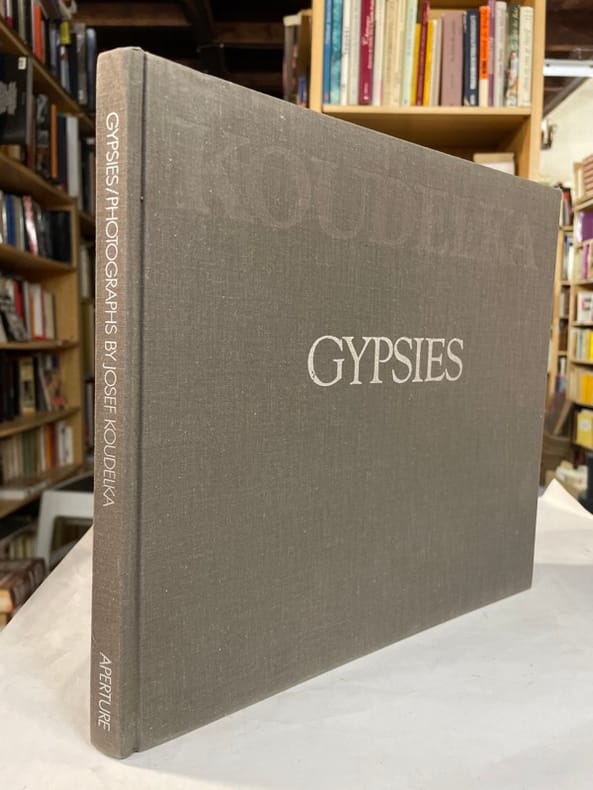 GYPSIES/PHOTOGRAPHS BY JOSEF KOUDELKA
APERTURE
KOUDELKA
GYPSIES